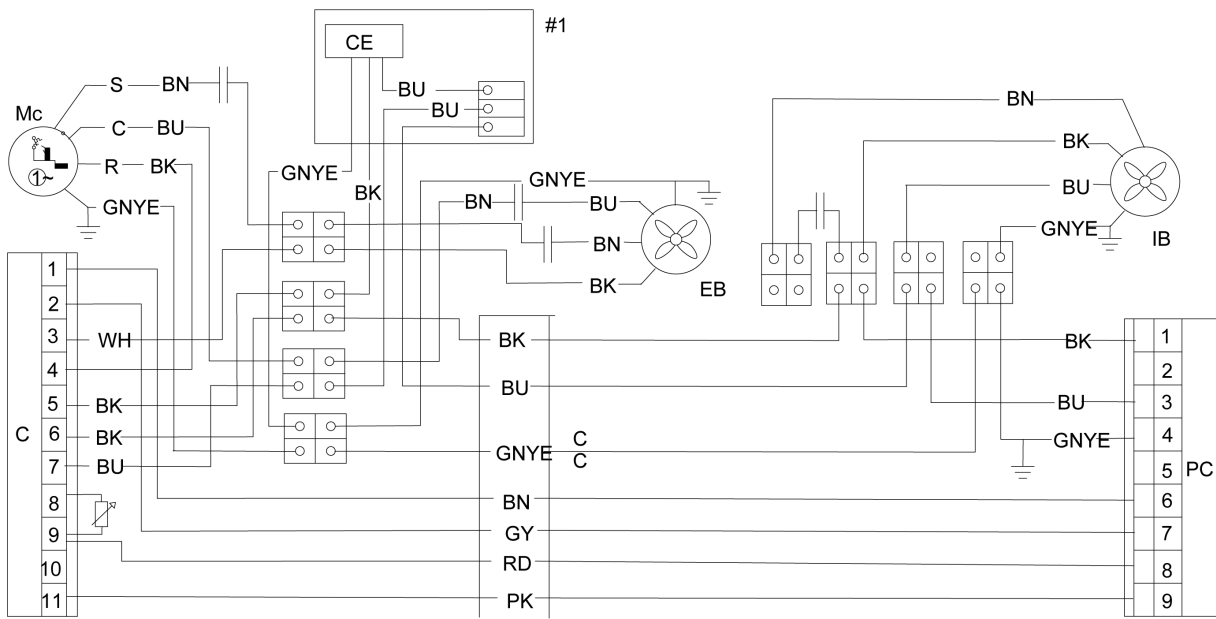 #1
CE
S BN
Mc
BU
BU
BN
C BU
BK
R BK
GNYE
GNYE
BK
BN
BU
BU
GNYE
GNYE
BN
IB
BK
EB
1
2
3
4
5
6
7
8
9
10
11
C
WH
BK
BK
BU
BK
BU
GNYE
C
C
BN
GY
RD
PK
BK
BU
GNYE
1
2
3
4
5
6
7
8
9
PC
1~